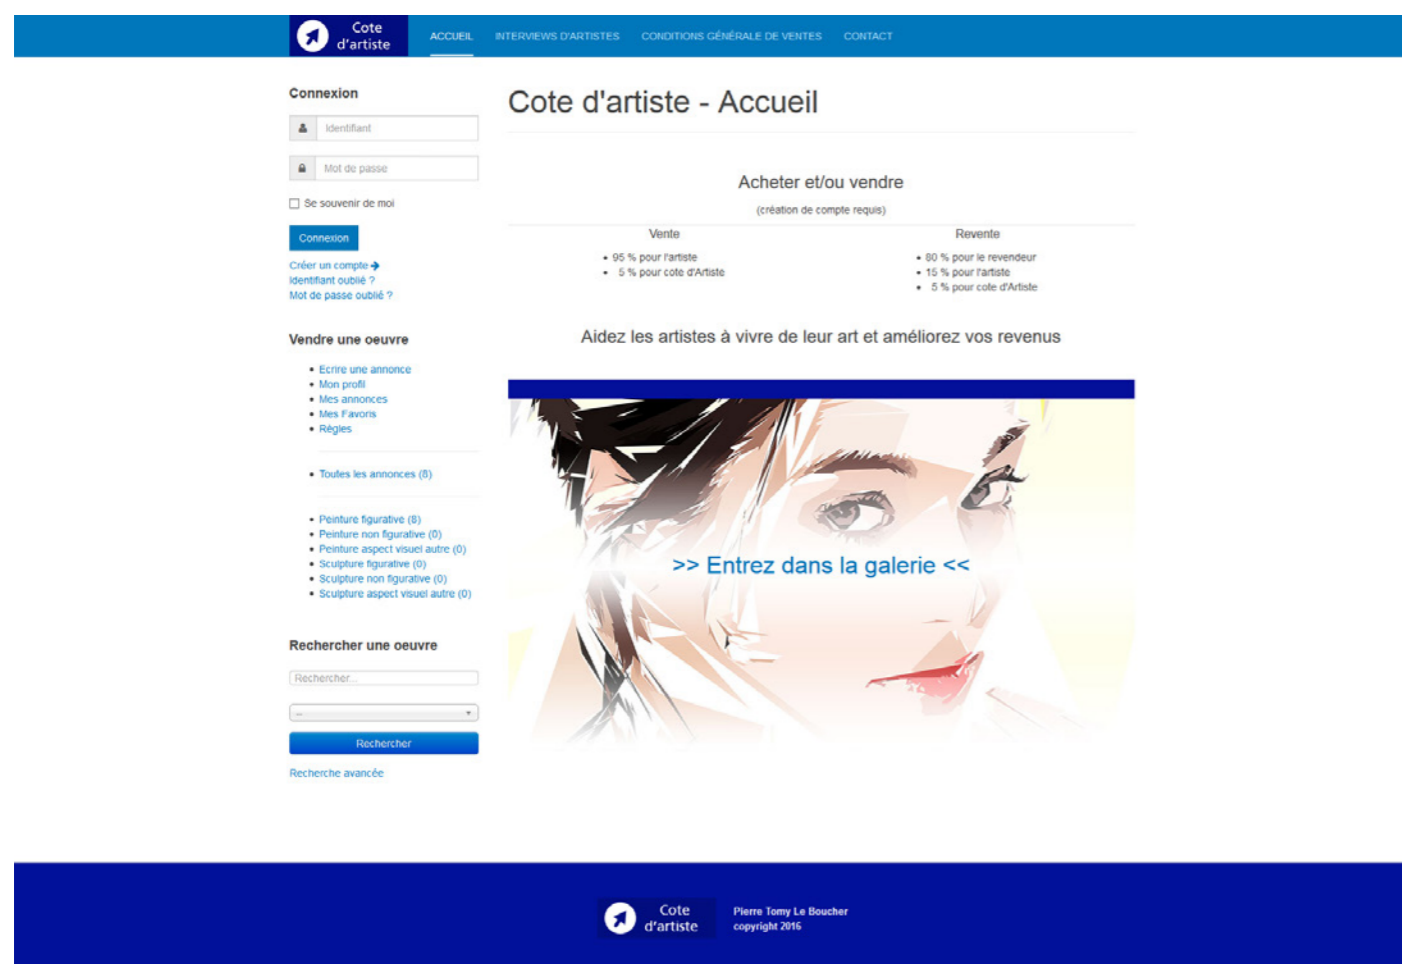 Cote
d'artiste
ACCUEIL INTERVIEWS D'ARTISTES CONDITIONS GÉNÉRALE DE VENTES CONTACT
Connexion
Identifiant
Mot de passe
Se souvenir de moi
Connexion
Créer un compte
Identifiant oublié ?
Mot de passe oublié ?
Vendre une oeuvre
Ecrire une annonce
Mon profil
Mes annonces
Mes Favoris
Règles
Toutes les annonces (8)
Peinture figurative (8)
Peinture non figurative (0)
Peinture aspect visuel autre (0)
Sculpture figurative (0)
Sculpture non figurative (0)
Sculpture aspect visuel autre (0)
Rechercher une oeuvre
Rechercher...
--
Rechercher
Recherche avancée
Cote d'artiste - Accueil
Acheter et/ou vendre
(création de compte requis)
Vente
95 % pour l'artiste
5 % pour cote d'Artiste
Revente
80 % pour le revendeur
15 % pour l'artiste
5 % pour cote d'Artiste
Aidez les artistes à vivre de leur art et améliorez vos revenus
>> Entrez dans la galerie <<
Cote
d'artiste
Pierre Tomy Le Boucher
copyright 2016